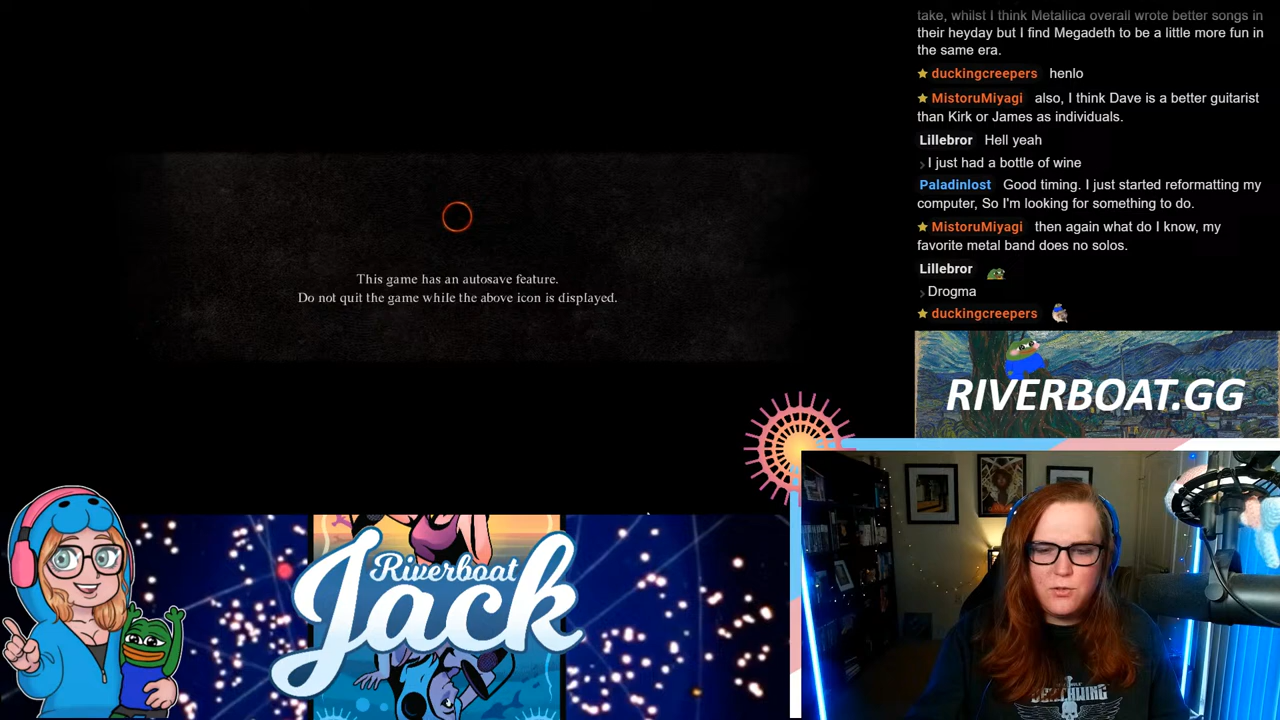 This game has an autosave feature.
Do not quit the game while the above icon is displayed.
take, whilst I think Metallica overall wrote better songs in
their heyday but I find Megadeth to be a little more fun in
the same era.
duckingcreepers henlo
MistoruMiyagi also, I think Dave is a better guitarist
than Kirk or James as individuals.
Lillebror Hell yeah
I just had a bottle of wine
Paladinlost Good timing. I just started reformatting my
computer, So I'm looking for something to do.
MistoruMiyagi then again what do I know, my
favorite metal band does no solos.
Lillebror
Drogma
duckingcreepers
RIVERBOAT.GG
Riverboat
Jack